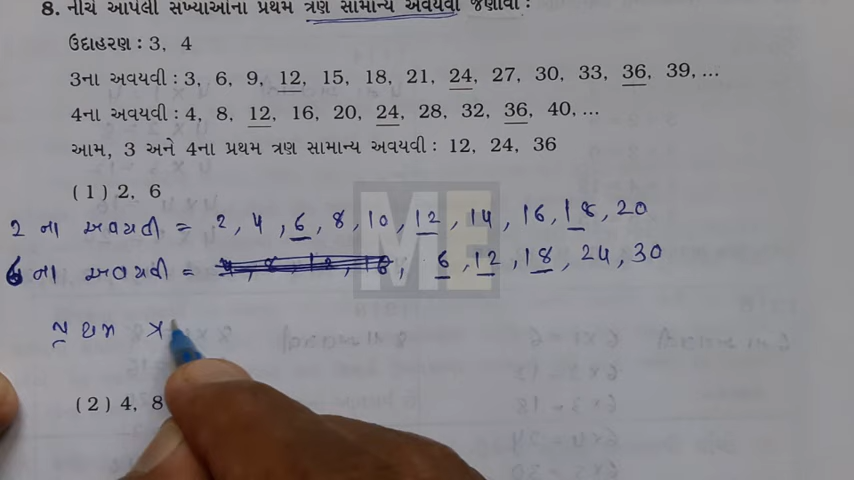 8. નીચે આપેલી સંખ્યાઓના પ્રથમ ત્રણ સામાન્ય અવયવી જણાવો :
ઉદાહરણ : 3, 4
3ના અવયવી : 3, 6, 9, 12, 15, 18, 21, 24, 27, 30, 33, 36, 39, ...
4ના અવયવી : 4, 8, 12, 16, 20, 24, 28, 32, 36, 40, ...
આમ, 3 અને 4ના પ્રથમ ત્રણ સામાન્ય અવયવી : 12, 24, 36
(1) 2, 6
2 ના અવયવી = 2, 4, 6, 8, 10, 12, 14, 16, 18, 20
6 ના અવયવી = 6, 12, 18, 24, 30
પ્રથમ ત્ર
(2) 4, 8
ME